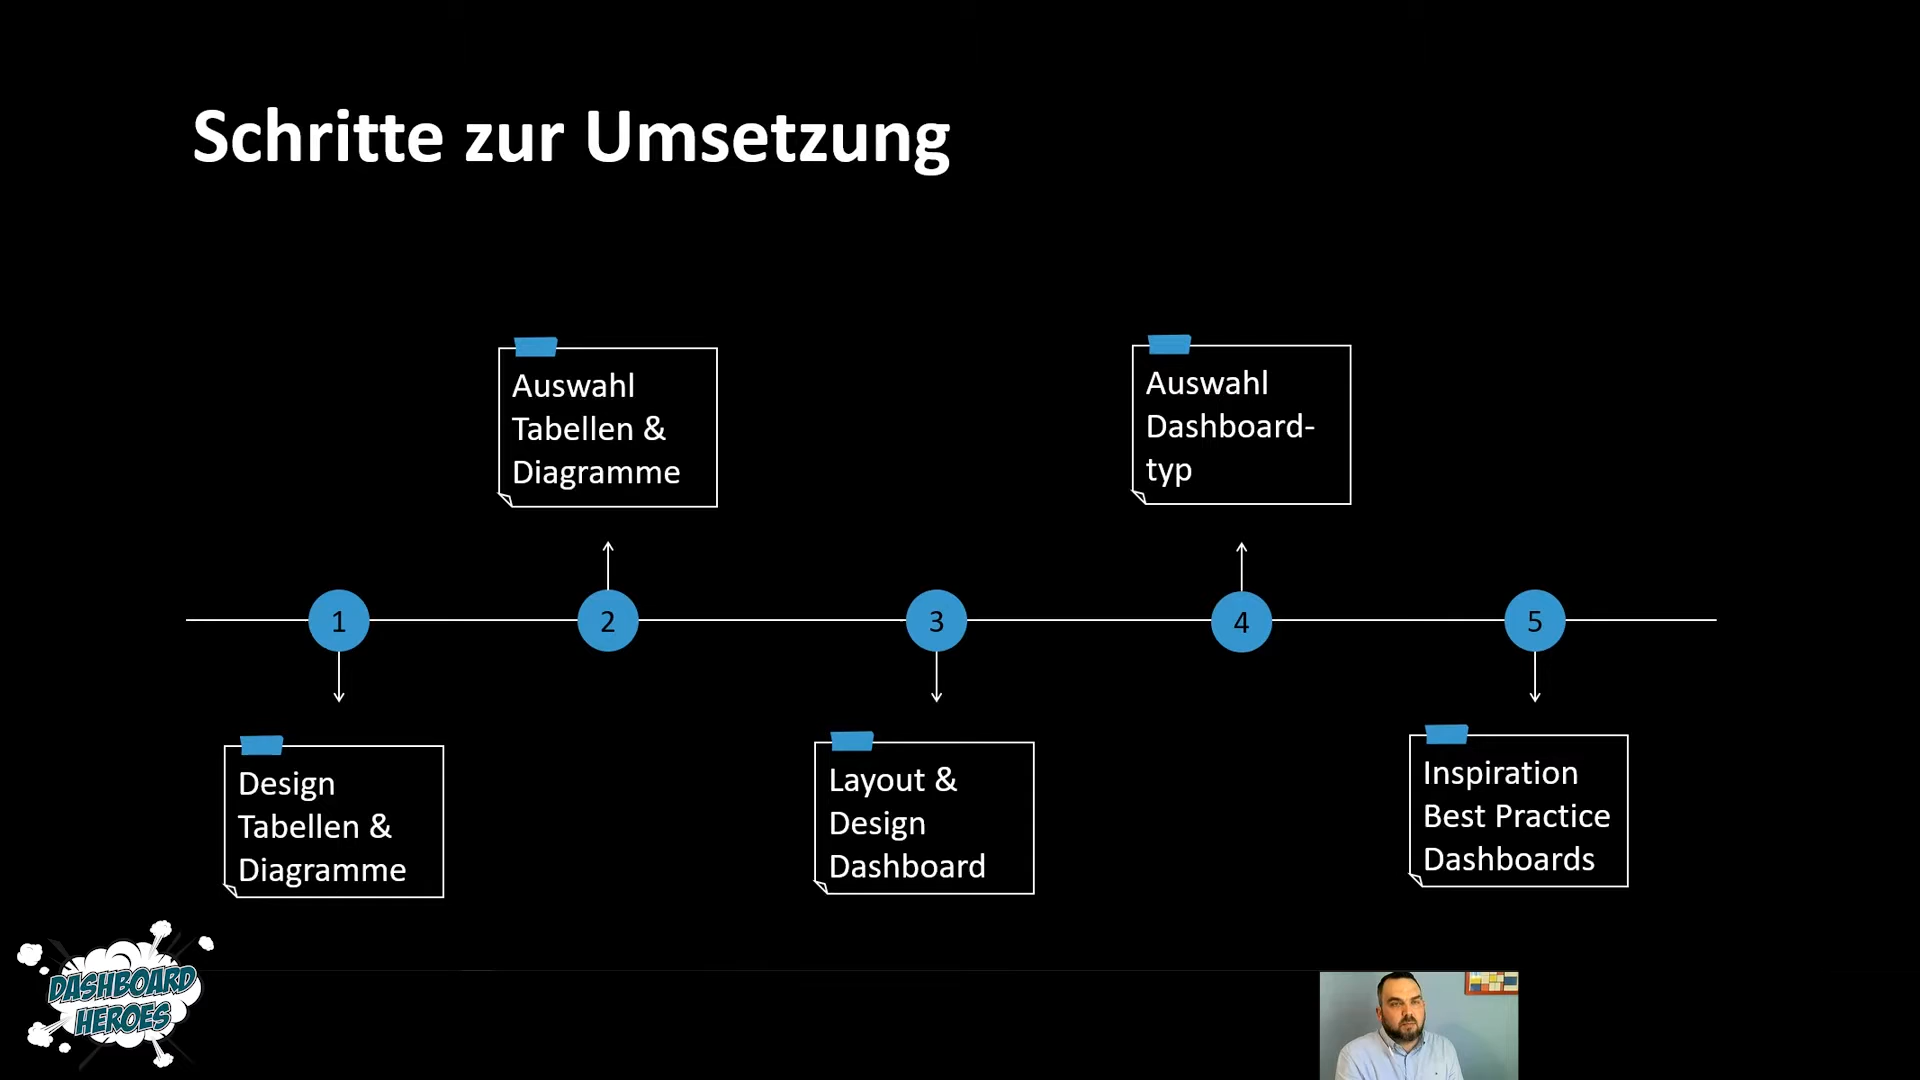 Schritte zur Umsetzung
Auswahl
Tabellen &
Diagramme
Auswahl
Dashboard-
typ
1
2
3
4
5
Design
Tabellen &
Diagramme
Layout &
Design
Dashboard
Inspiration
Best Practice
Dashboards
DASHBOARD
HEROES